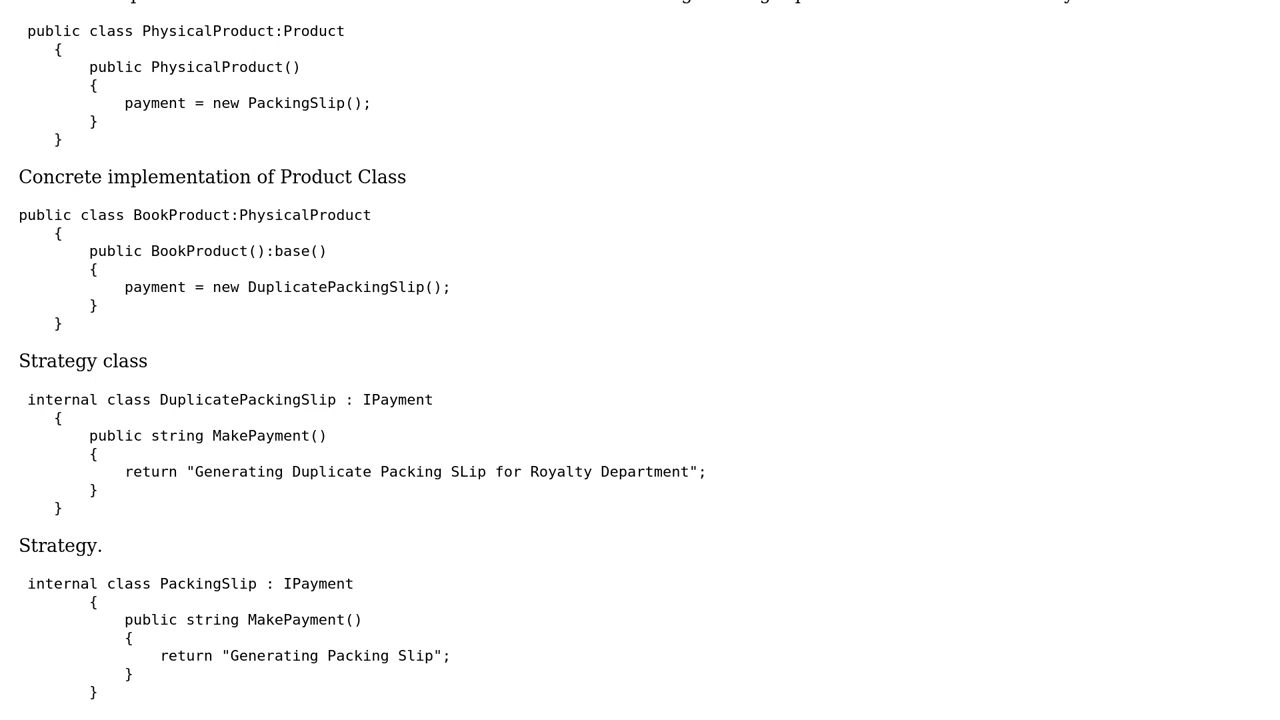 public class PhysicalProduct:Product
{
public PhysicalProduct()
{
payment = new PackingSlip();
}
}
Concrete implementation of Product Class
public class BookProduct:PhysicalProduct
{
public BookProduct():base()
{
payment = new DuplicatePackingSlip();
}
}
Strategy class
internal class DuplicatePackingSlip : IPayment
{
public string MakePayment()
{
return "Generating Duplicate Packing SLip for Royalty Department";
}
}
Strategy.
internal class PackingSlip : IPayment
{
public string MakePayment()
{
return "Generating Packing Slip";
}
}